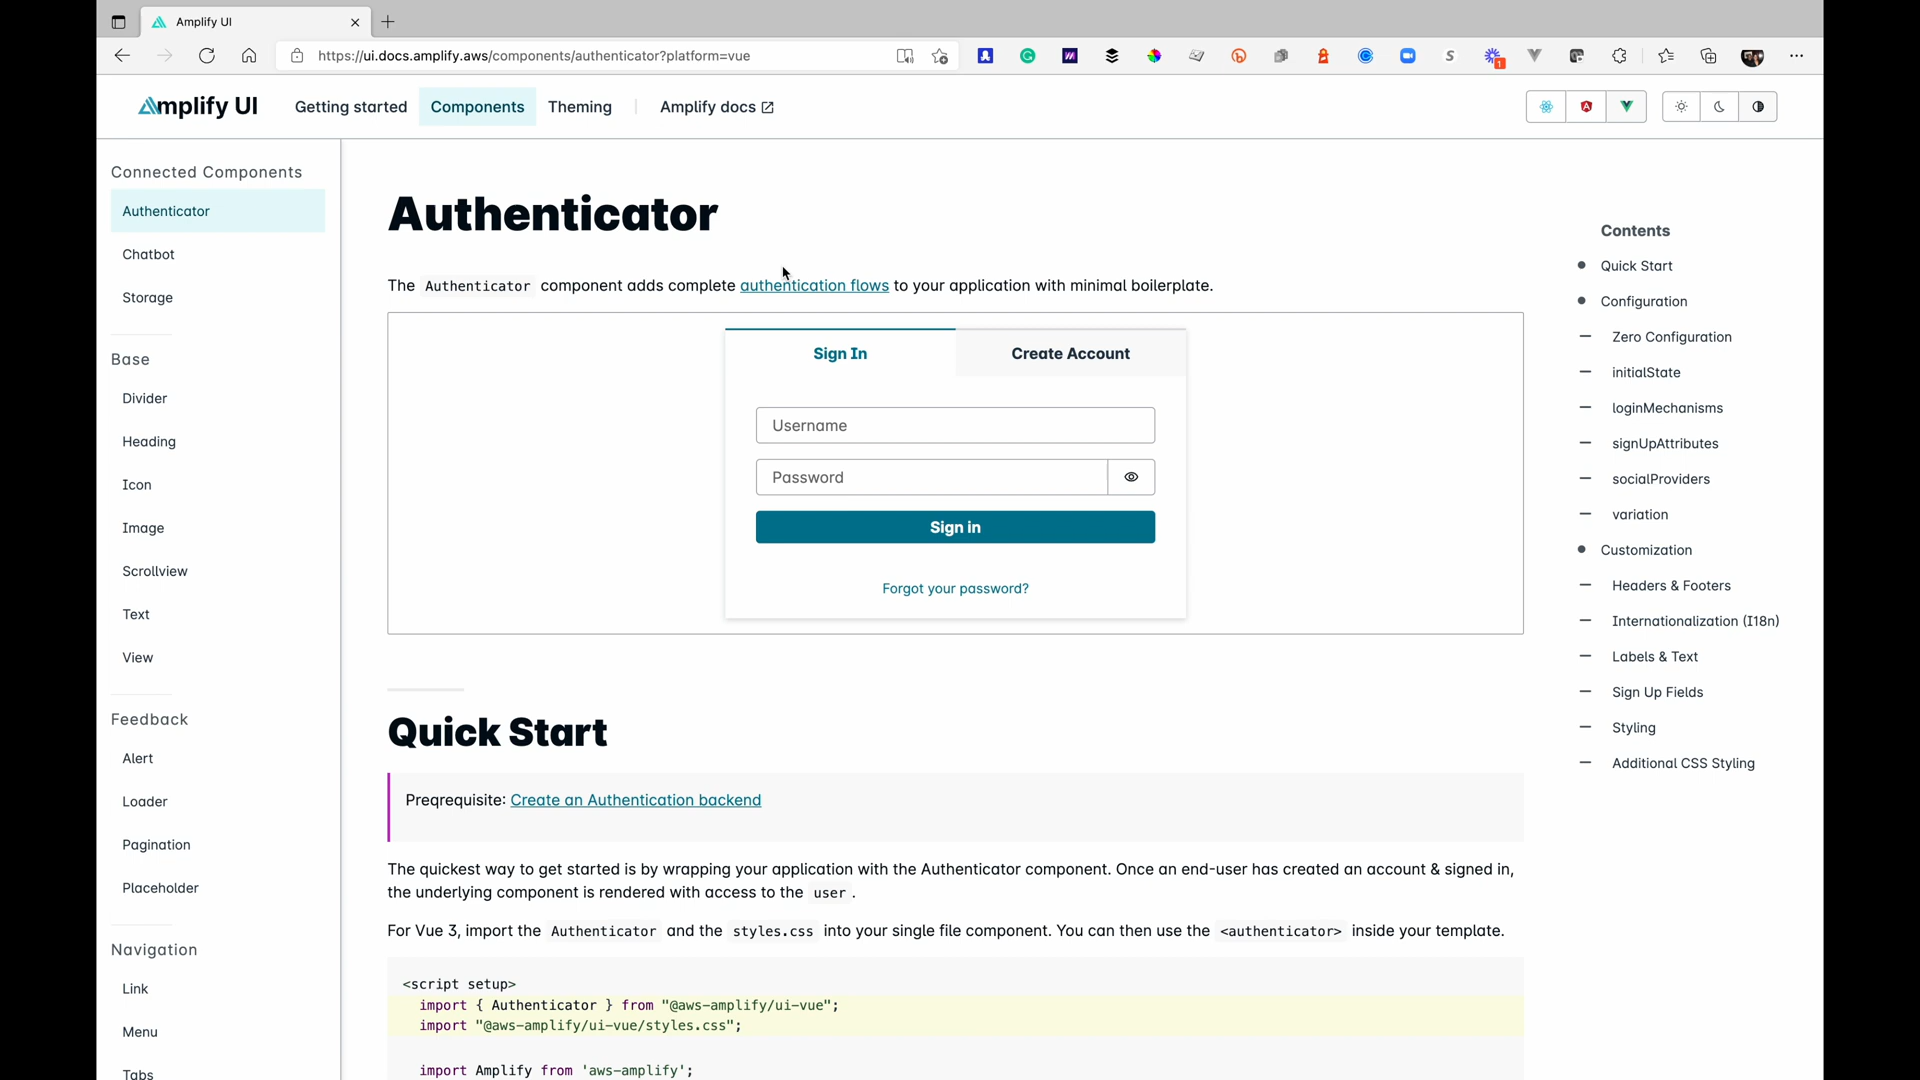 Amplify UI
https://ui.docs.amplify.aws/components/authenticator?platform=vue
1
Amplify UI
Getting started
Components
Theming
Amplify docs
Connected Components
Authenticator
Chatbot
Storage
Base
Divider
Heading
Icon
Image
Scrollview
Text
View
Feedback
Alert
Loader
Pagination
Placeholder
Navigation
Link
Menu
Tabs
Authenticator
The Authenticator component adds complete authentication flows to your application with minimal boilerplate.
Sign In
Create Account
Username
Password
Sign in
Forgot your password?
Quick Start
Preqrequisite: Create an Authentication backend
The quickest way to get started is by wrapping your application with the Authenticator component. Once an end-user has created an account & signed in,
the underlying component is rendered with access to the user .
For Vue 3, import the Authenticator and the styles.css into your single file component. You can then use the <authenticator> inside your template.
<script setup>
import { Authenticator } from "@aws-amplify/ui-vue";
import "@aws-amplify/ui-vue/styles.css";
import Amplify from 'aws-amplify';
Contents
Quick Start
Configuration
Zero Configuration
initialState
loginMechanisms
signUpAttributes
socialProviders
variation
Customization
Headers & Footers
Internationalization (I18n)
Labels & Text
Sign Up Fields
Styling
Additional CSS Styling